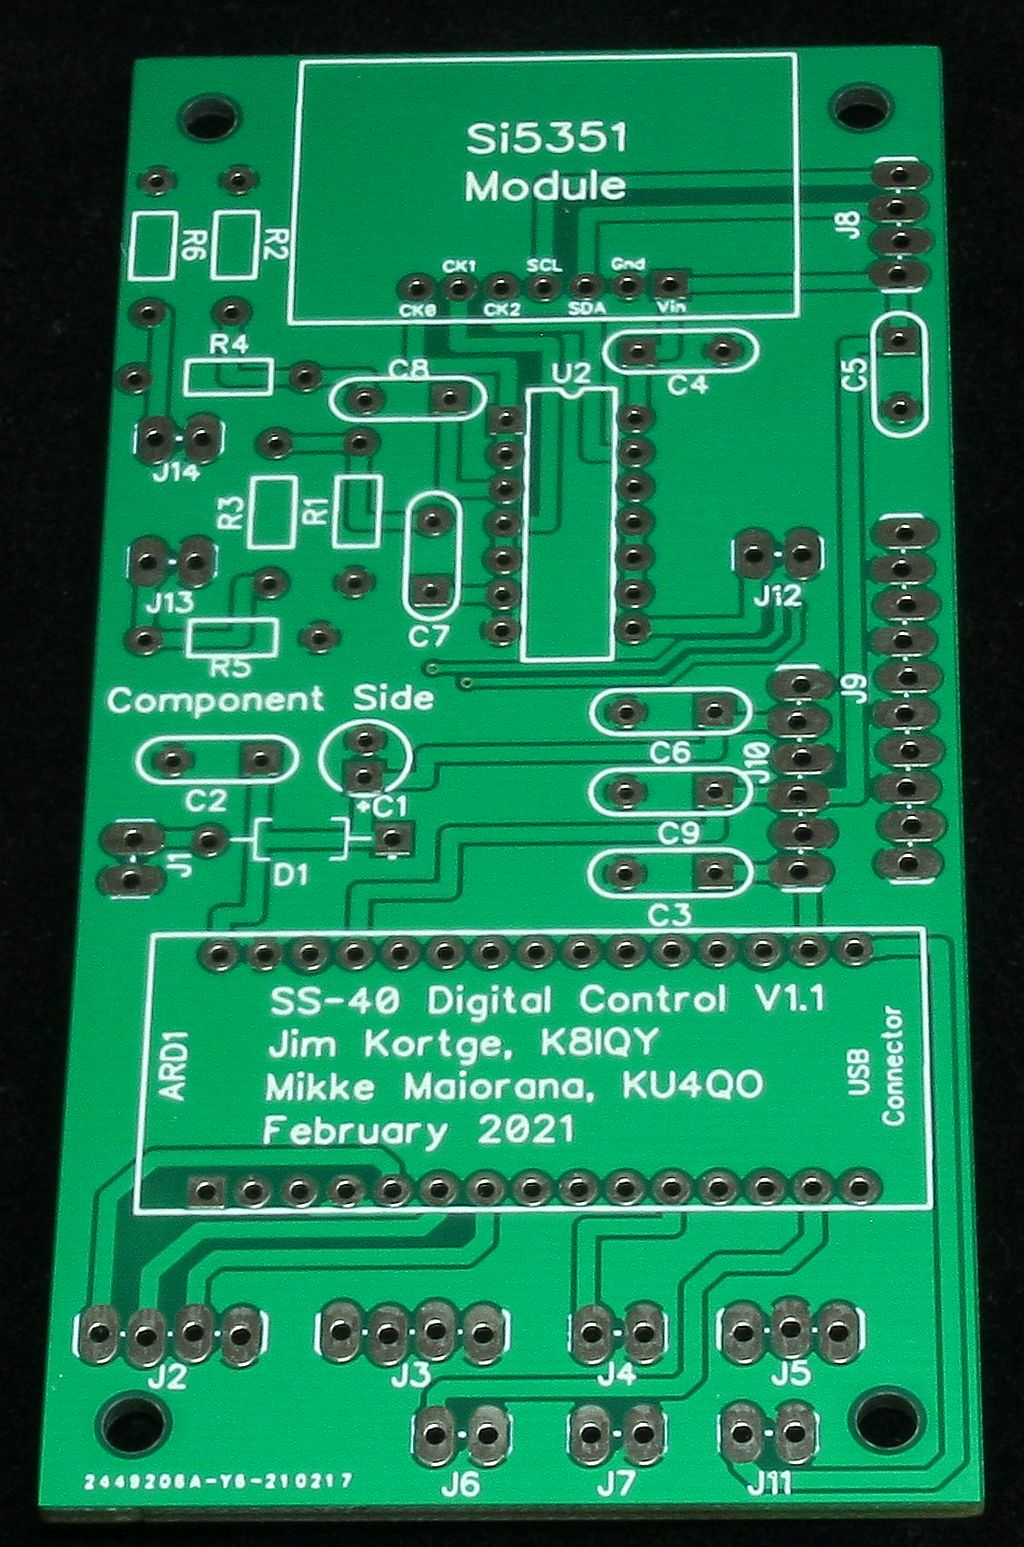 Si5351
Module
J8
R6
R2
CK1
SCL
Gnd
CK0
CK2
SDA
Vin
R4
C8
U2
C4
C5
J14
R3
R1
J13
J12
C7
R5
Component Side
J9
C6
J10
C2
+C1
C9
J1
D1
C3
SS-40 Digital Control V1.1
Jim Kortge, K8IQY
Mikke Maiorana, KU4QO
February 2021
ARD1
USB
Connector
J2
J3
J4
J5
J6
J7
J11
2449206A-Y6-210217